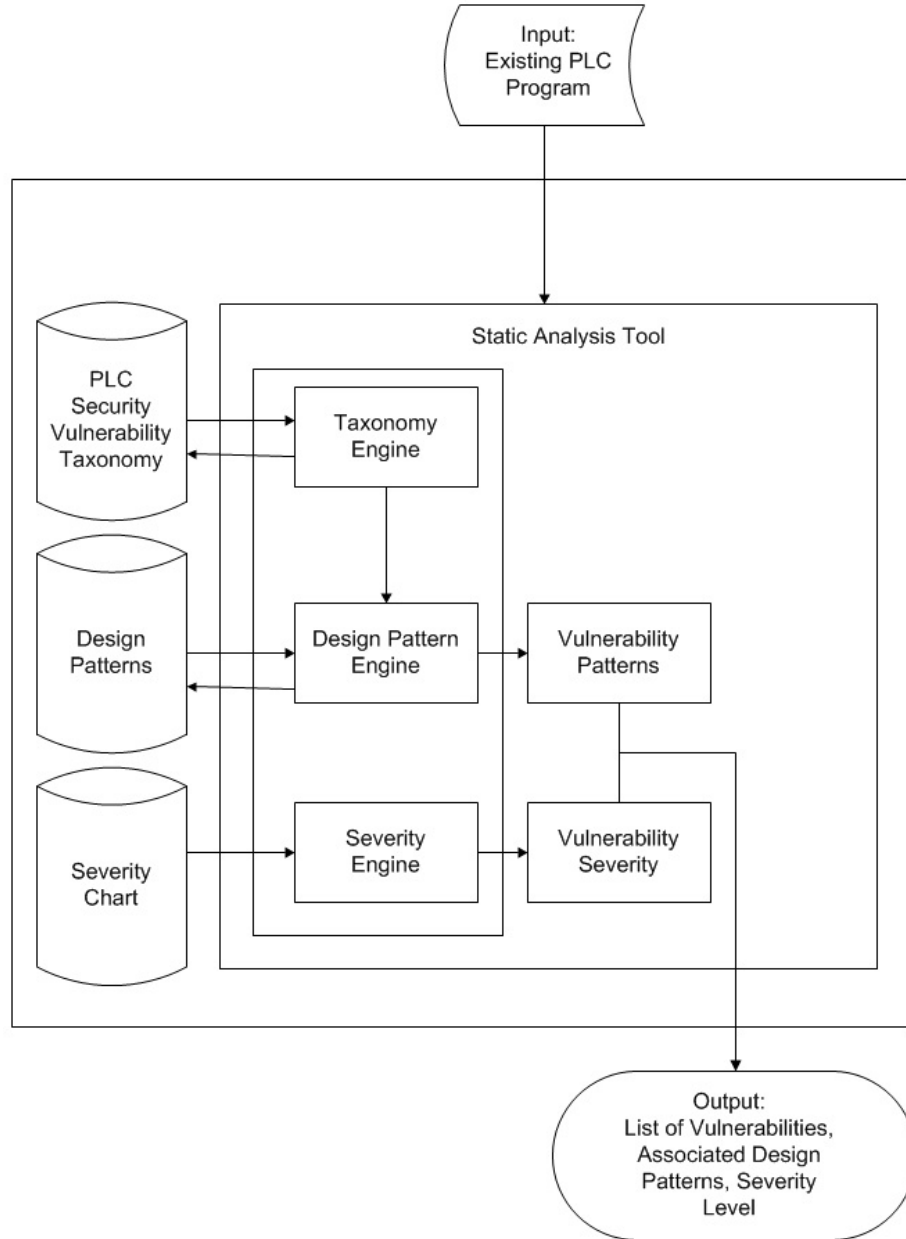 Input:
Existing PLC
Program
Static Analysis Tool
PLC
Security
Vulnerability
Taxonomy
Taxonomy
Engine
Design
Patterns
Design Pattern
Engine
Vulnerability
Patterns
Severity
Chart
Severity
Engine
Vulnerability
Severity
Output:
List of Vulnerabilities,
Associated Design
Patterns, Severity
Level